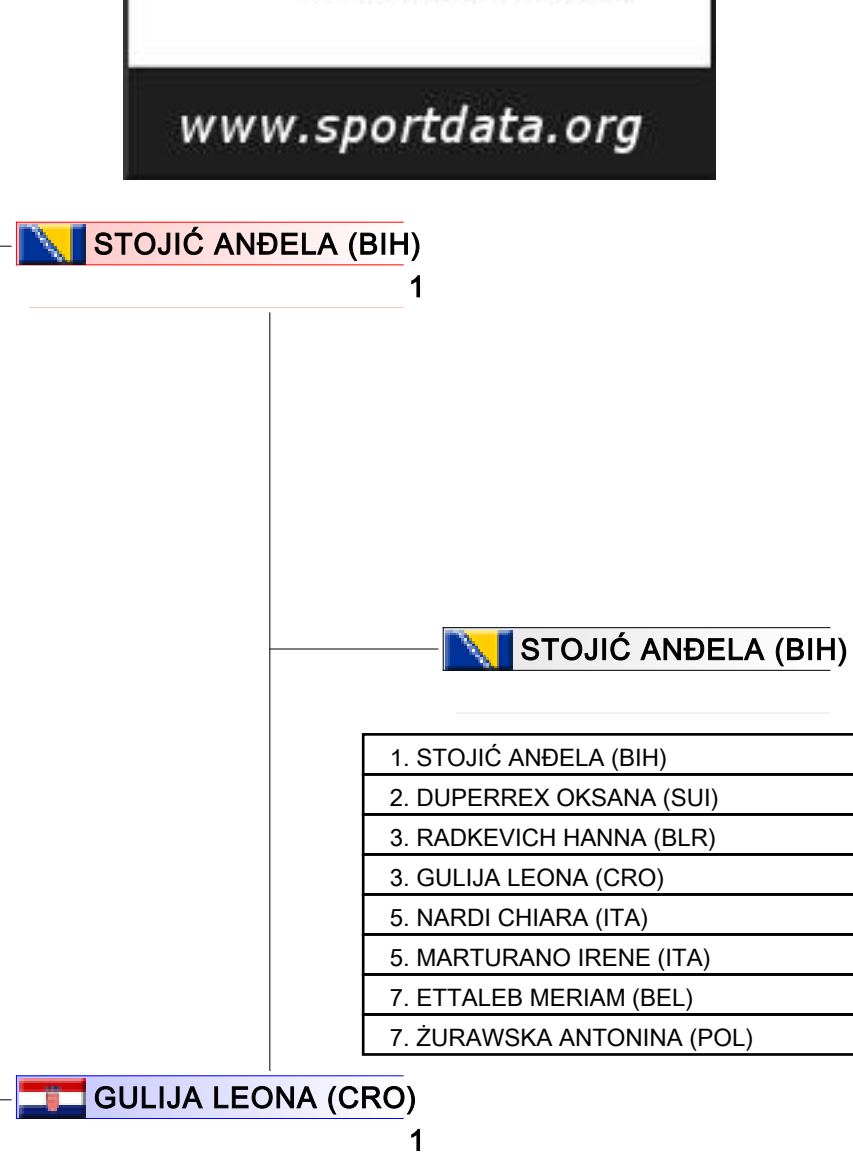 www.sportdata.org
STOJIĆ ANĐELA (BIH)
1
STOJIĆ ANĐELA (BIH)
1. STOJIĆ ANĐELA (BIH)
2. DUPERREX OKSANA (SUI)
3. RADKEVICH HANNA (BLR)
3. GULIJA LEONA (CRO)
5. NARDI CHIARA (ITA)
5. MARTURANO IRENE (ITA)
7. ETTALEB MERIAM (BEL)
7. ŻURAWSKA ANTONINA (POL)
GULIJA LEONA (CRO)
1